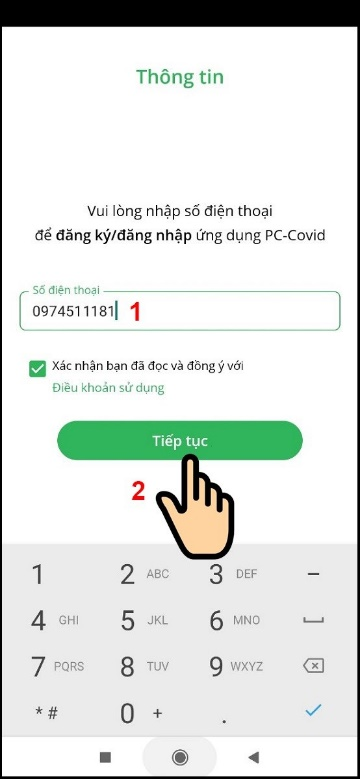 Thông tin
Vui lòng nhập số điện thoại
để đăng ký/đăng nhập ứng dụng PC-Covid
Số điện thoại
0974511181 1
Xác nhận bạn đã đọc và đồng ý với
Điều khoản sử dụng
Tiếp tục
2
1 2 ABC 3 DEF –
4 GHI 5 JKL 6 MNO
7 PQRS 8 TUV 9 WXYZ
* # 0 + .